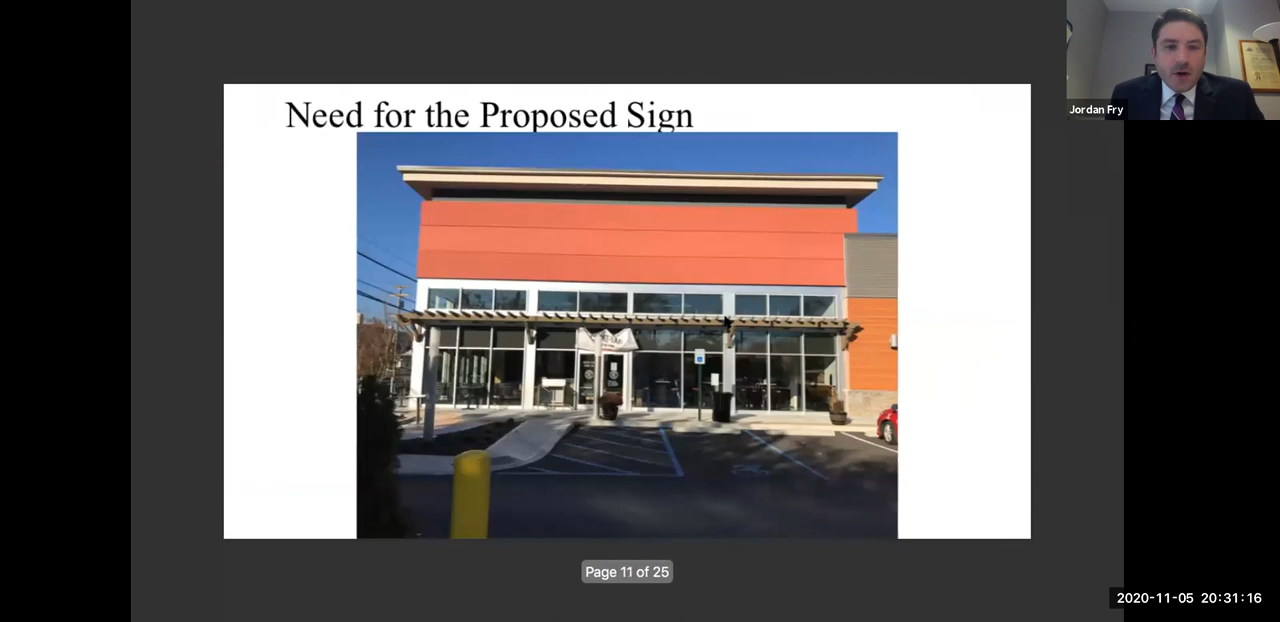 Need for the Proposed Sign
Jordan Fry
Page 11 of 25
2020-11-05 20:31:16